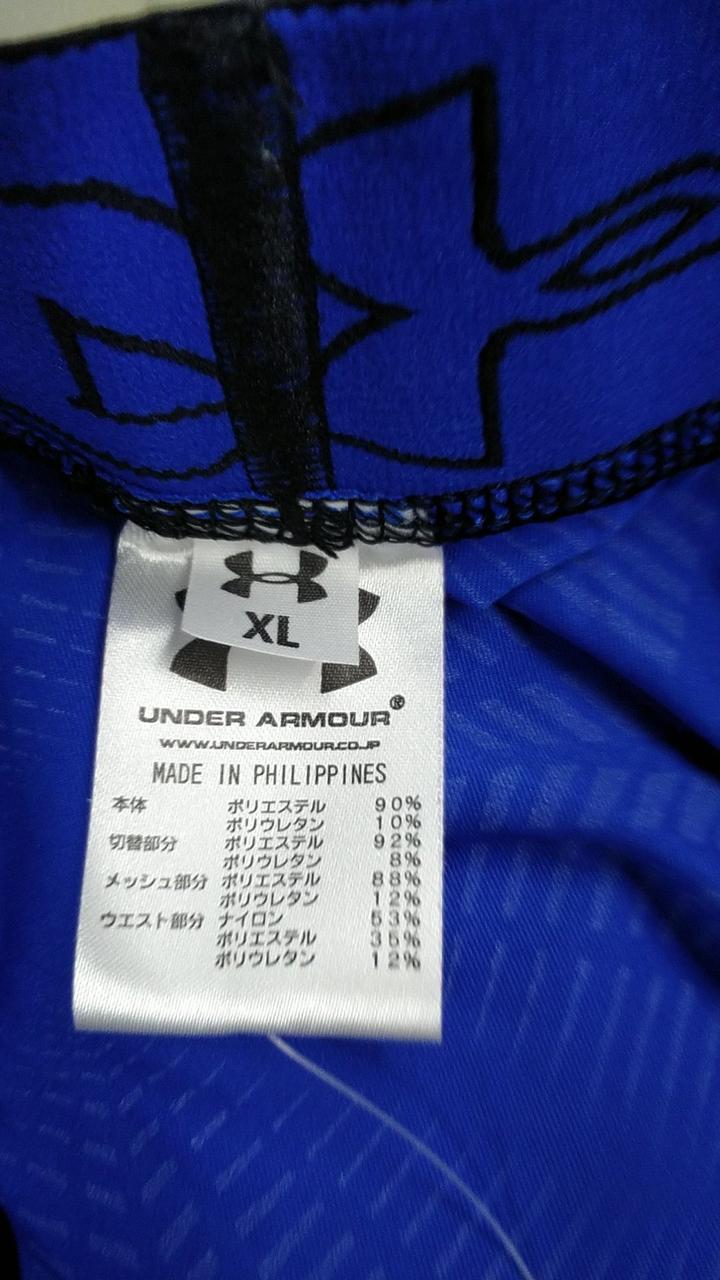 XL
UNDER ARMOUR®
WWW.UNDERARMOUR.CO.JP
MADE IN PHILIPPINES
本体 ポリエステル 90%
ポリウレタン 10%
切替部分 ポリエステル 92%
ポリウレタン 8%
メッシュ部分 ポリエステル 88%
ポリウレタン 12%
ウエスト部分 ナイロン 53%
ポリエステル 35%
ポリウレタン 12%